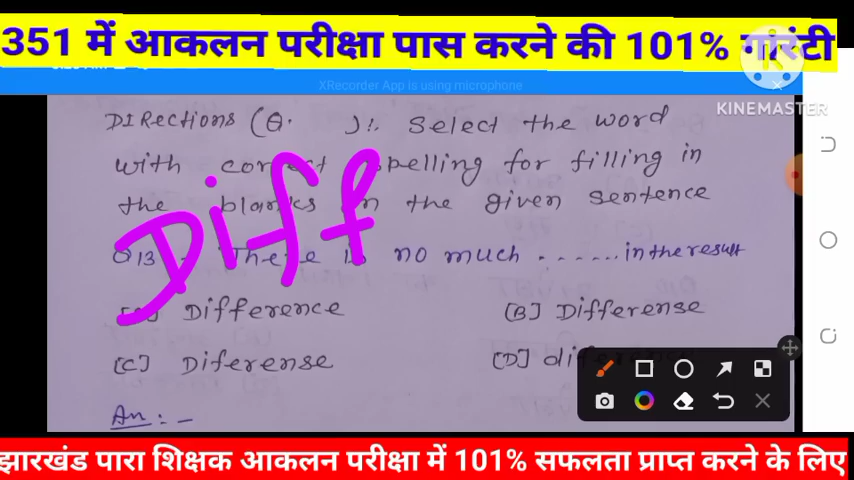 351 में आकलन परीक्षा पास करने की 101% गारंटी
XRecorder App is using microphone
KINEMASTER
Directions (Q. ):. Select the word
with correct spelling for filling in
the blanks in the given sentence
Diff
Q13 There is no much ...... in the result
[A] Difference
[B] Differense
[C] Diferense
[D]
An:-
झारखंड पारा शिक्षक आकलन परीक्षा में 101% सफलता प्राप्त करने के लिए